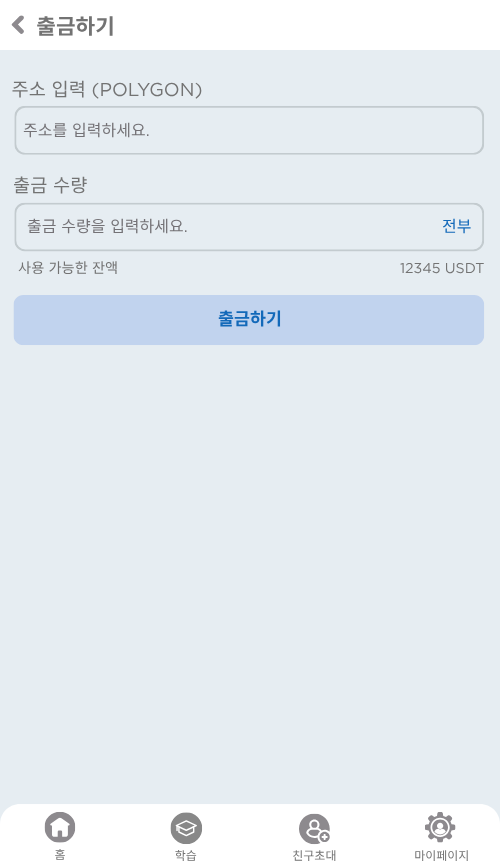 출금하기
주소 입력 (POLYGON)
주소를 입력하세요.
출금 수량
출금 수량을 입력하세요. 전부
사용 가능한 잔액 12345 USDT
출금하기
홈 학습 친구초대 마이페이지